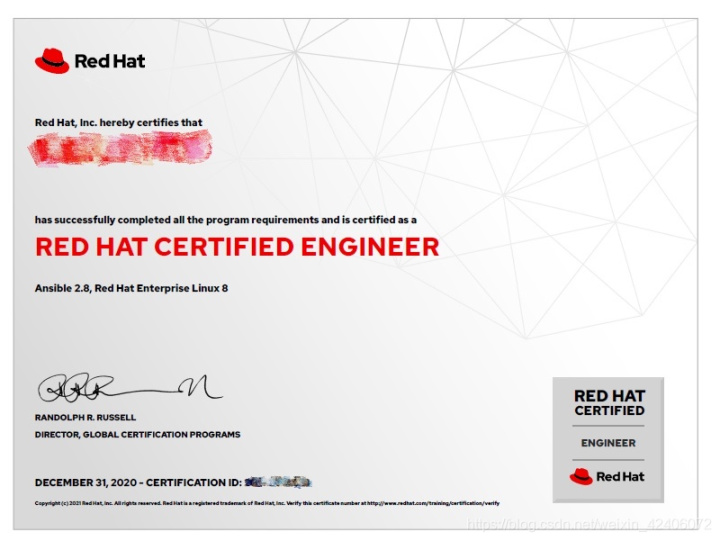 Red Hat
Red Hat, Inc. hereby certifies that
has successfully completed all the program requirements and is certified as a
RED HAT CERTIFIED ENGINEER
Ansible 2.8, Red Hat Enterprise Linux 8
RANDOLPH R. RUSSELL
DIRECTOR, GLOBAL CERTIFICATION PROGRAMS
DECEMBER 31, 2020 - CERTIFICATION ID:
Copyright (c) 2021 Red Hat, Inc. All rights reserved. Red Hat is a registered trademark of Red Hat, Inc. Verify this certificate number at http://www.redhat.com/training/certification/verify
RED HAT
CERTIFIED
ENGINEER
Red Hat
https://blog.csdn.net/weixin_42406072